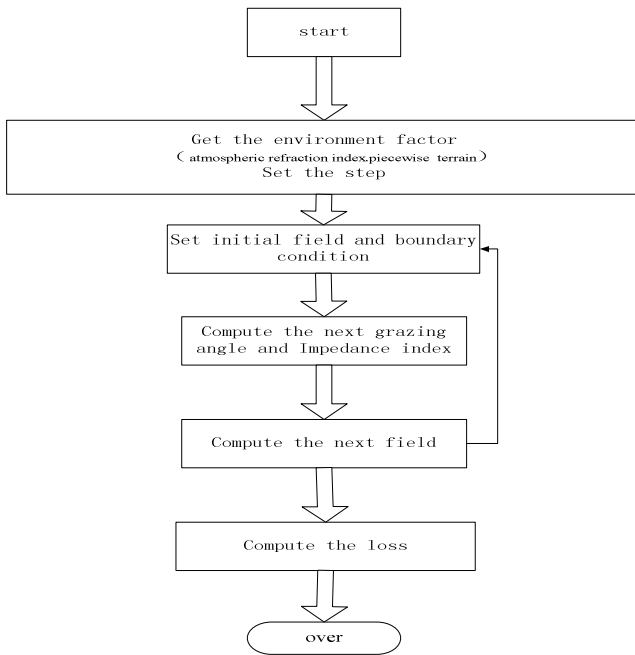 start
Get the environment factor
( atmospheric refraction index.piecewise terrain)
Set the step
Set initial field and boundary
condition
Compute the next grazing
angle and Impedance index
Compute the next field
Compute the loss
over